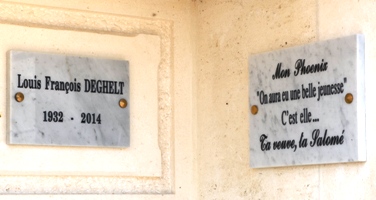 Louis François DEGHELT
1932 - 2014
Mon Phoenix
"On aura eu une belle jeunesse"
C'est elle...
Ta veuve, la Salomé